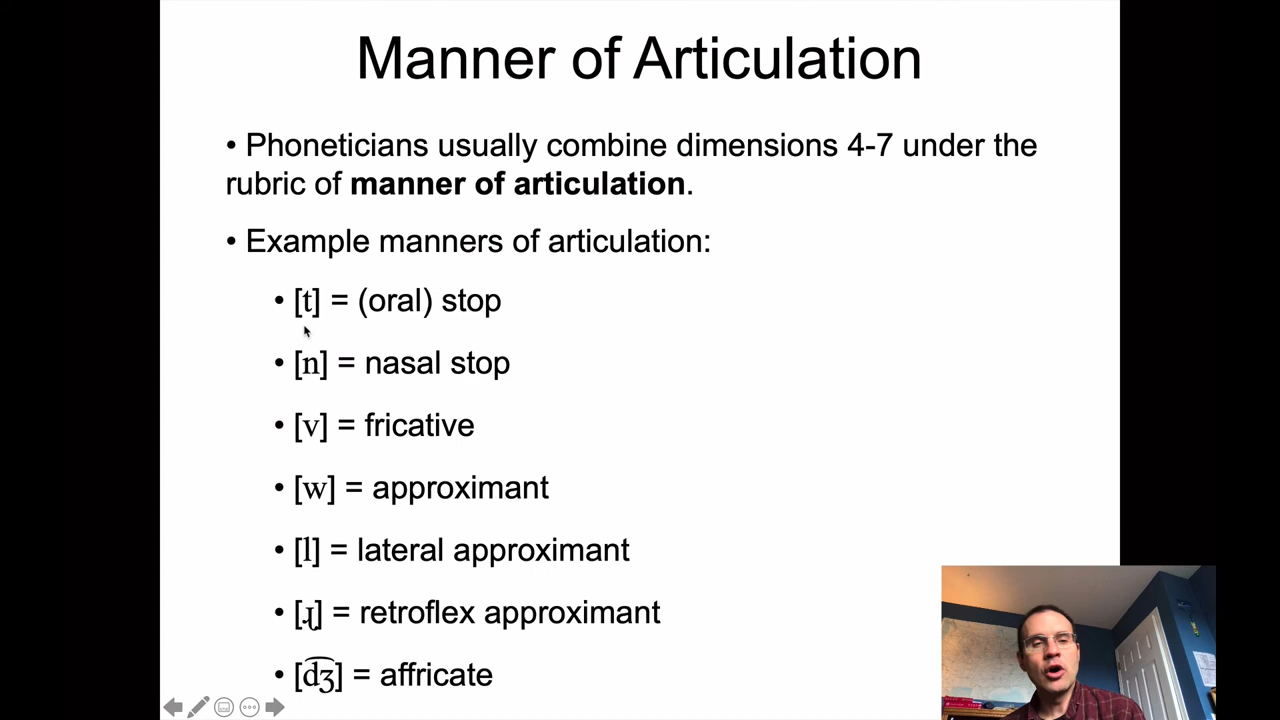 Manner of Articulation
• Phoneticians usually combine dimensions 4-7 under the
rubric of manner of articulation.
• Example manners of articulation:
• [t] = (oral) stop
• [n] = nasal stop
• [v] = fricative
• [w] = approximant
• [l] = lateral approximant
• [ɻ] = retroflex approximant
• [d͡ʒ] = affricate